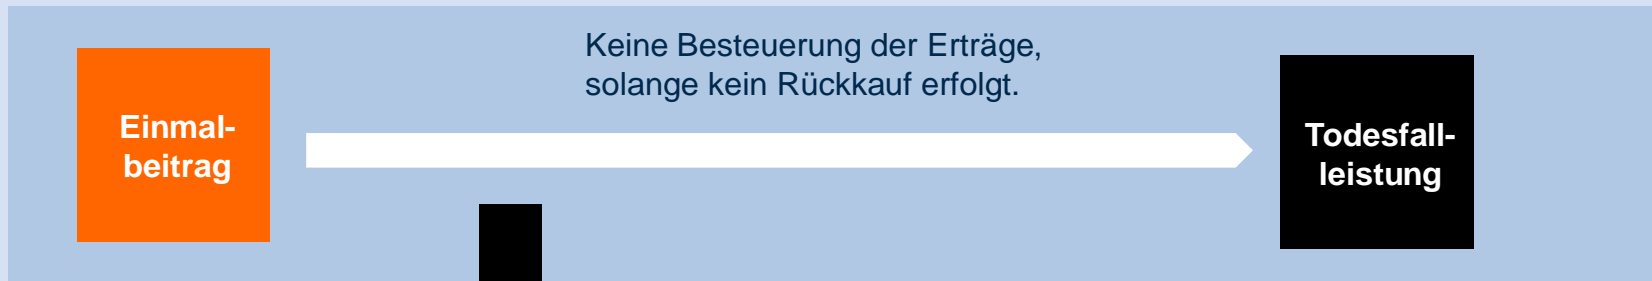 Keine Besteuerung der Erträge,
solange kein Rückkauf erfolgt.
Einmal-
beitrag
Todesfall-
leistung